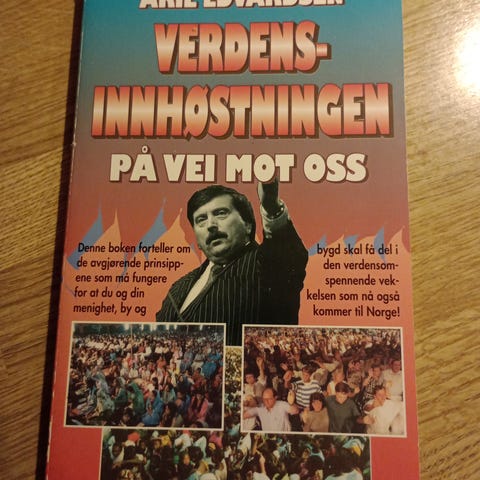 ARIL EDVARDSEN
VERDENS-
INNHØSTNINGEN
PÅ VEI MOT OSS
Denne boken forteller om
de avgjørende prinsipp-
ene som må fungere
for at du og din
menighet, by og
bygd skal få del i
den verdensom-
spennende vek-
kelsen som nå også
kommer til Norge!